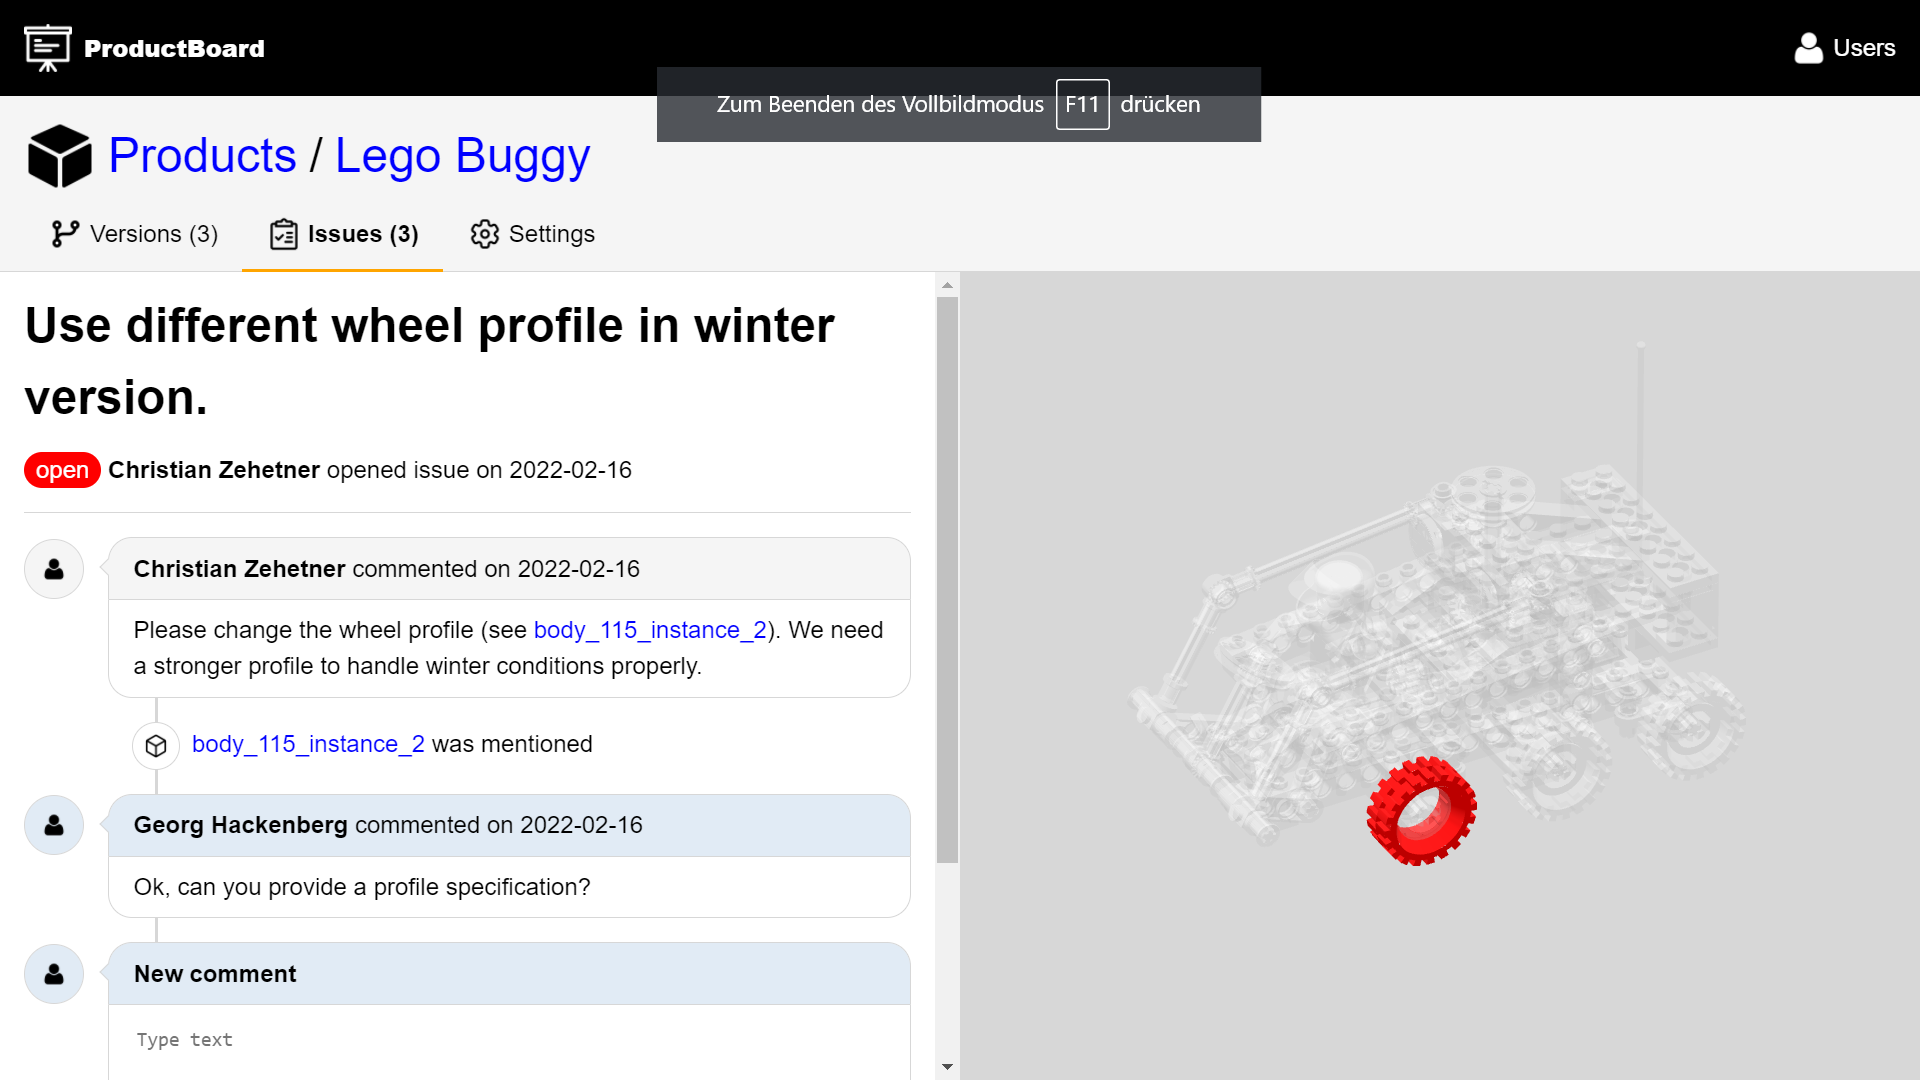 ProductBoard
Users
Zum Beenden des Vollbildmodus F11 drücken
Products / Lego Buggy
Versions (3)
Issues (3)
Settings
Use different wheel profile in winter
version.
open Christian Zehetner opened issue on 2022-02-16
Christian Zehetner commented on 2022-02-16
Please change the wheel profile (see body_115_instance_2). We need
a stronger profile to handle winter conditions properly.
body_115_instance_2 was mentioned
Georg Hackenberg commented on 2022-02-16
Ok, can you provide a profile specification?
New comment
Type text